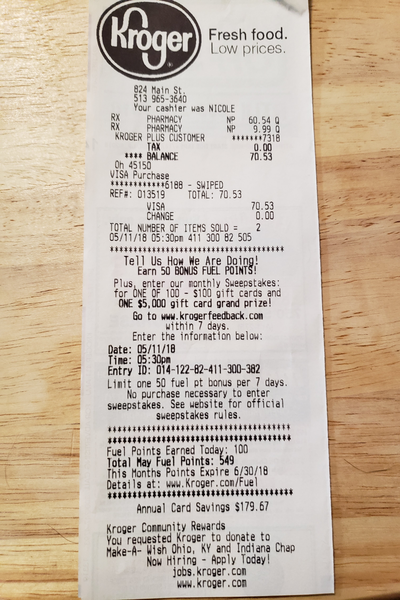 Kroger
Fresh food.
Low prices.
824 Main St.
513 965-3640
Your cashier was NICOLE
RX PHARMACY NP 60.54 Q
RX PHARMACY NP 9.99 Q
KROGER PLUS CUSTOMER *******7318
TAX 0.00
**** BALANCE 70.53
Oh 45150
VISA Purchase
************6188 - SWIPED
REF#: 013519 TOTAL: 70.53
VISA 70.53
CHANGE 0.00
TOTAL NUMBER OF ITEMS SOLD = 2
05/11/18 05:30pm 411 300 82 505
Tell Us How We Are Doing!
Earn 50 BONUS FUEL POINTS!
Plus, enter our monthly Sweepstakes:
for ONE OF 100 - $100 gift cards and
ONE $5,000 gift card grand prize!
Go to www.krogerfeedback.com
within 7 days.
Enter the information below:
Date: 05/11/18
Time: 05:30pm
Entry ID: 014-122-82-411-300-382
Limit one 50 fuel pt bonus per 7 days.
No purchase necessary to enter
sweepstakes. See website for official
sweepstakes rules.
Fuel Points Earned Today: 100
Total May Fuel Points: 549
This Months Points Expire 6/30/18
Details at: www.Kroger.com/Fuel
Annual Card Savings $179.67
Kroger Community Rewards
You requested Kroger to donate to
Make-A- Wish Ohio, KY and Indiana Chap
Now Hiring - Apply Today!
jobs.kroger.com
www.kroger.com